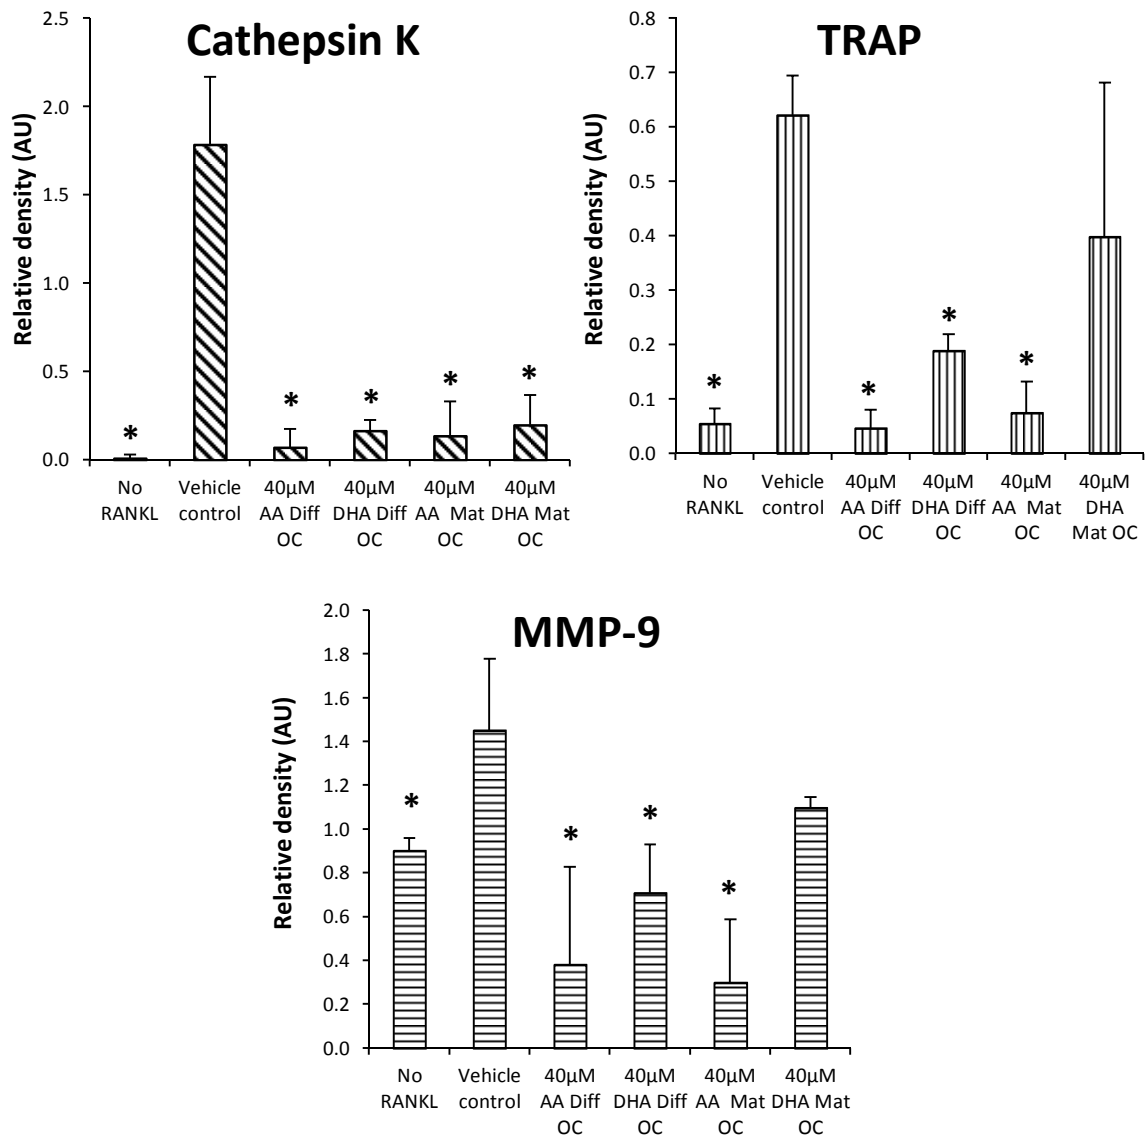 Cathepsin K
Relative density (AU)
2.5
2.0
1.5
1.0
0.5
0.0
*
*
*
*
*
No RANKL
Vehicle control
40µM AA Diff OC
40µM DHA Diff OC
40µM AA Mat OC
40µM DHA Mat OC
TRAP
Relative density (AU)
0.8
0.7
0.6
0.5
0.4
0.3
0.2
0.1
0.0
*
*
*
*
No RANKL
Vehicle control
40µM AA Diff OC
40µM DHA Diff OC
40µM AA Mat OC
40µM DHA Mat OC
MMP-9
Relative density (AU)
2.0
1.8
1.6
1.4
1.2
1.0
0.8
0.6
0.4
0.2
0.0
*
*
*
*
No RANKL
Vehicle control
40µM AA Diff OC
40µM DHA Diff OC
40µM AA Mat OC
40µM DHA Mat OC